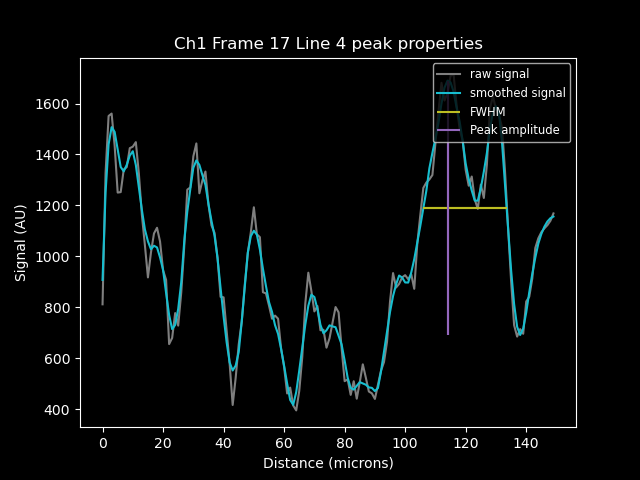 Ch1 Frame 17 Line 4 peak properties
raw signal
smoothed signal
FWHM
Peak amplitude
Signal (AU)
1600
1400
1200
1000
800
600
400
0 20 40 60 80 100 120 140
Distance (microns)